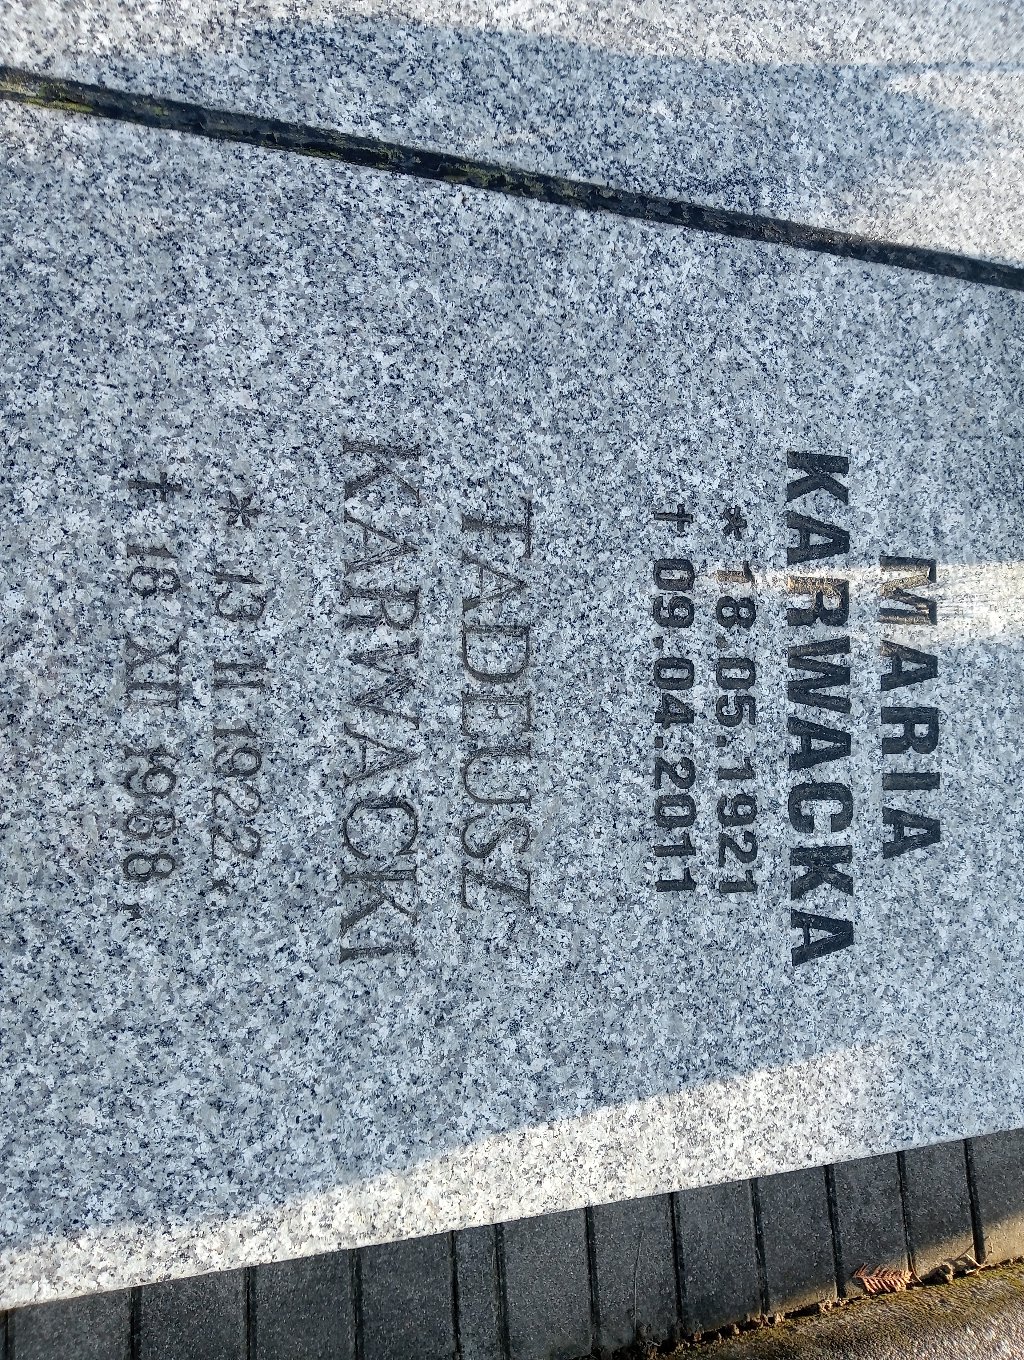 MARIA
KARWACKA
* 18.05.1921
† 09.04.2011
TADEUSZ
KARWACKI
* 13 II 1922
† 16 XII 1988